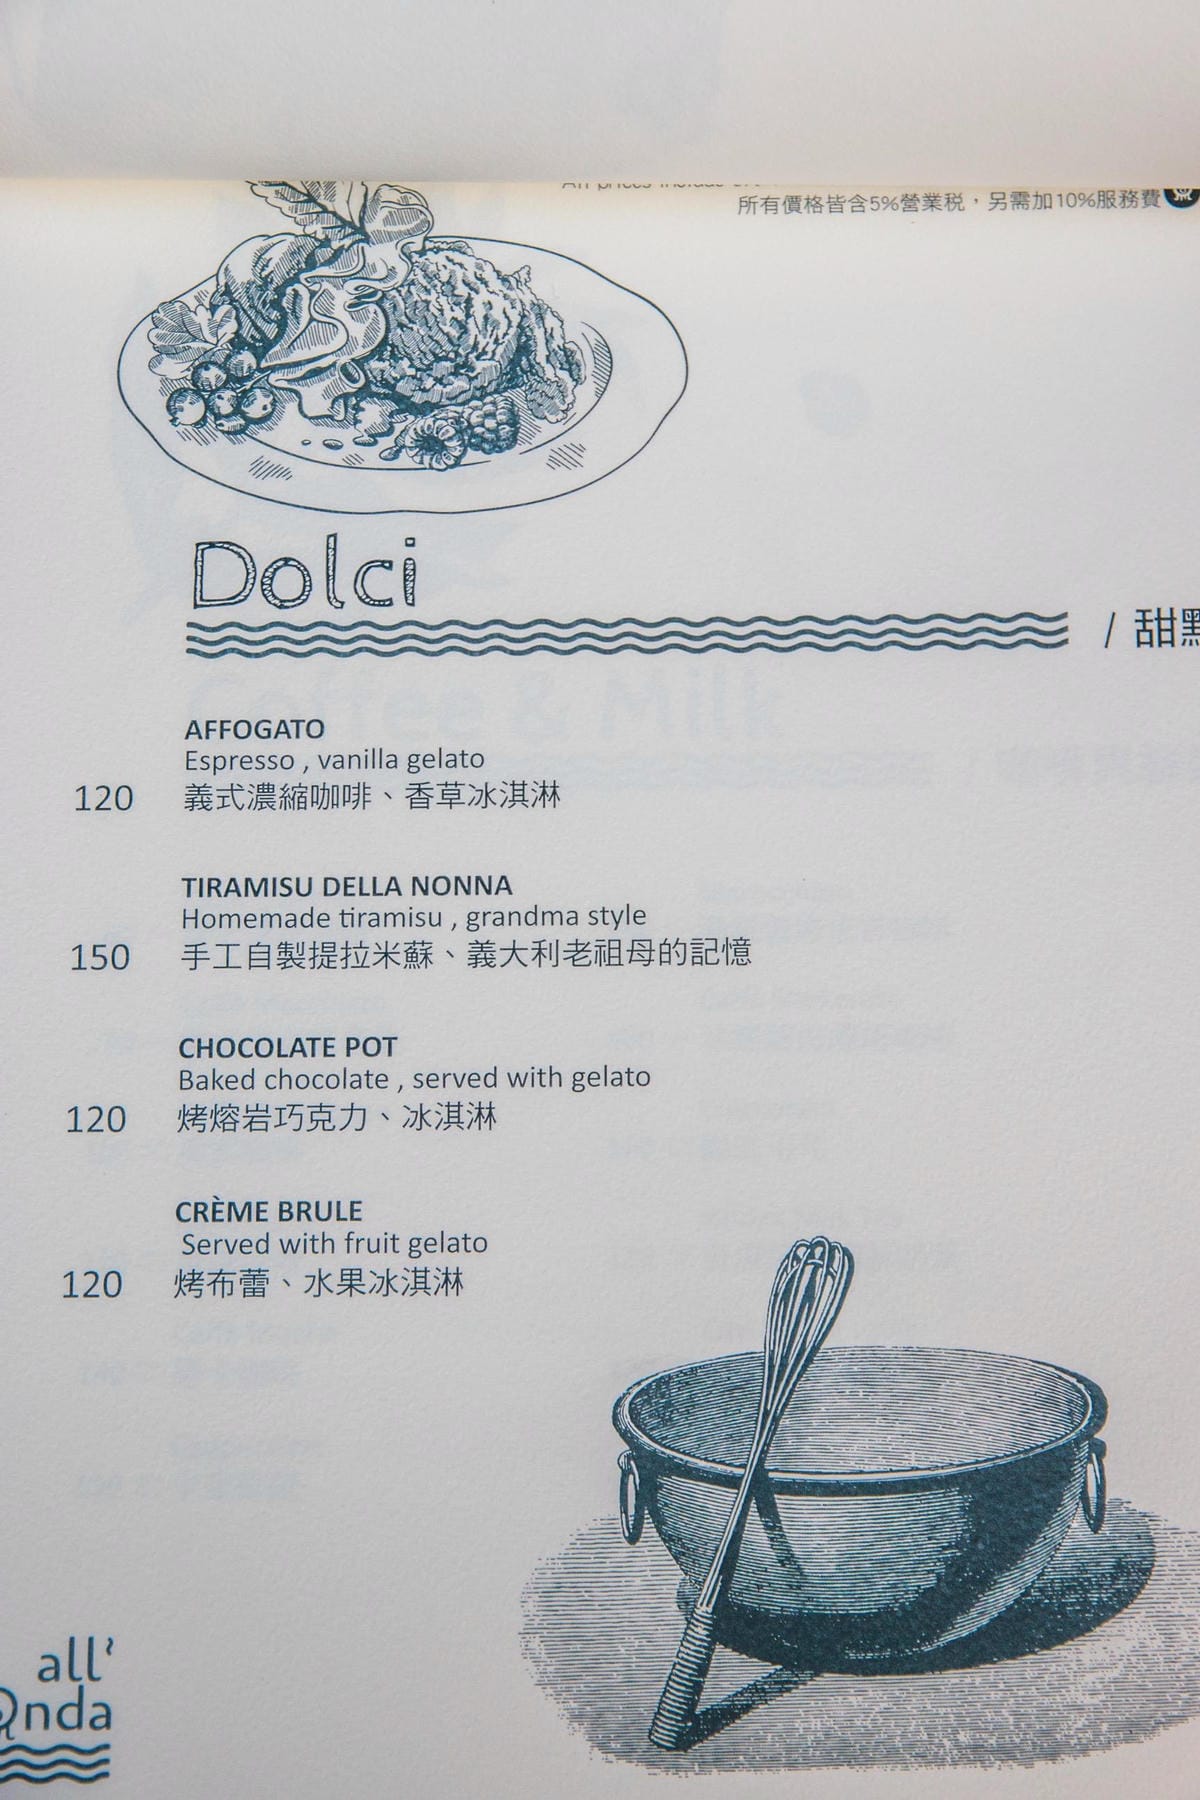 所有價格皆含5%營業税，另需加10%服務費
Dolci
/ 甜
AFFOGATO
Espresso , vanilla gelato
120 義式濃縮咖啡、香草冰淇淋
TIRAMISU DELLA NONNA
Homemade tiramisu , grandma style
150 手工自製提拉米蘇、義大利老祖母的記憶
CHOCOLATE POT
Baked chocolate , served with gelato
120 烤熔岩巧克力、冰淇淋
CRÈME BRULE
Served with fruit gelato
120 烤布蕾、水果冰淇淋
all'
Onda